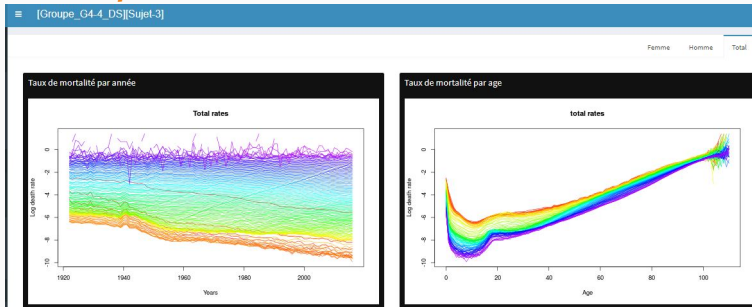 ≡ [Groupe_G4-4_DS][Sujet-3]
Femme Homme Total
Taux de mortalité par année
Total rates
Log death rate
0
-2
-4
-6
-8
-10
1920 1940 1960 1980 2000
Years
Taux de mortalité par age
total rates
Log death rate
0
-2
-4
-6
-8
-10
0 20 40 60 80 100
Age